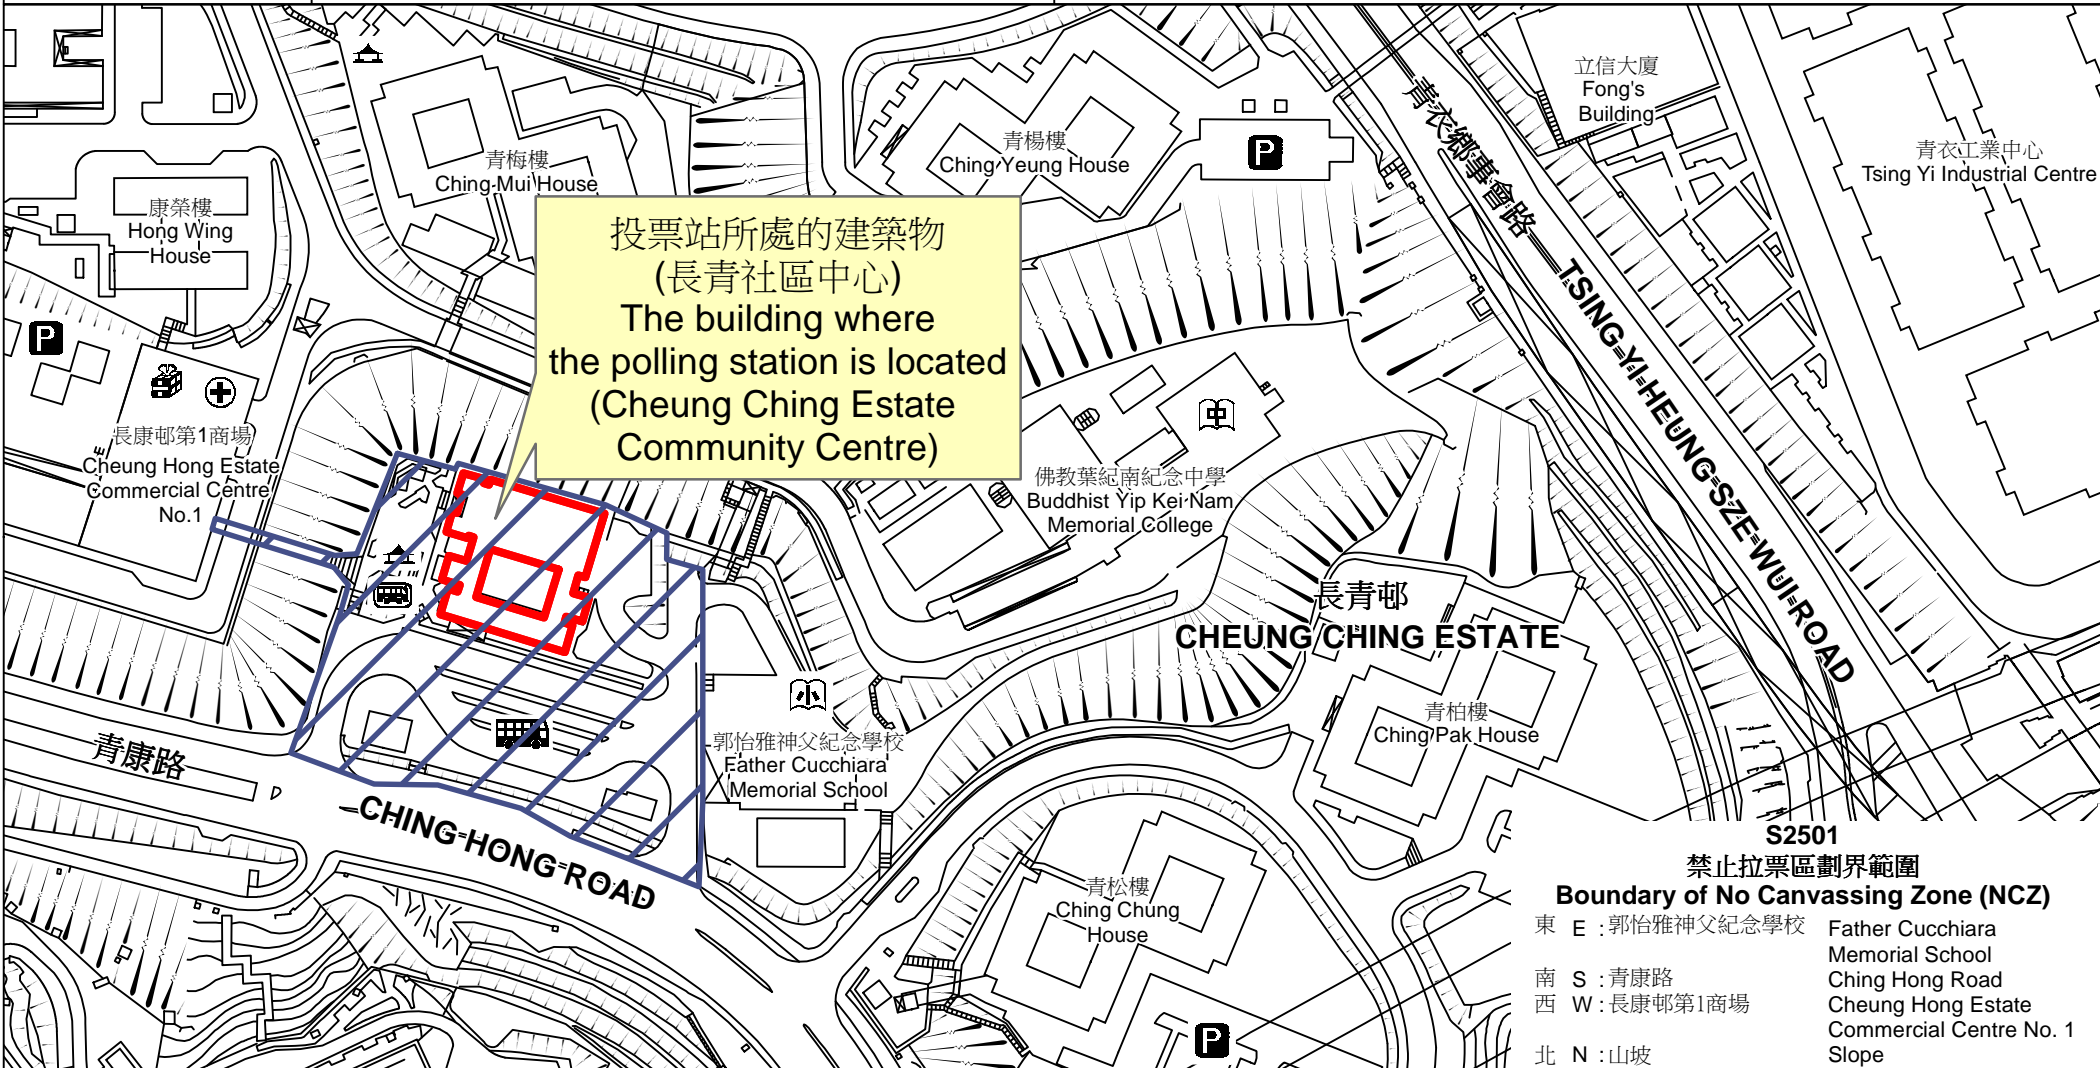 立信大廈
Fong's
Building
青衣工業中心
Tsing Yi Industrial Centre
青衣鄉事會路
TSING YI HEUNG SZE WUI ROAD
青楊樓
Ching Yeung House
P
青梅樓
Ching Mui House
康榮樓
Hong Wing
House
P
投票站所處的建築物
(長青社區中心)
The building where
the polling station is located
(Cheung Ching Estate
Community Centre)
長康邨第1商場
Cheung Hong Estate
Commercial Centre
No.1
中
佛教葉紀南紀念中學
Buddhist Yip Kei Nam
Memorial College
長青邨
CHEUNG CHING ESTATE
小
郭怡雅神父紀念學校
Father Cucchiara
Memorial School
青柏樓
Ching Pak House
青康路
CHING HONG ROAD
青松樓
Ching Chung
House
P
S2501
禁止拉票區劃界範圍
Boundary of No Canvassing Zone (NCZ)
東 E : 郭怡雅神父紀念學校 Father Cucchiara
Memorial School
南 S : 青康路 Ching Hong Road
西 W : 長康邨第1商場 Cheung Hong Estate
Commercial Centre No. 1
北 N : 山坡 Slope